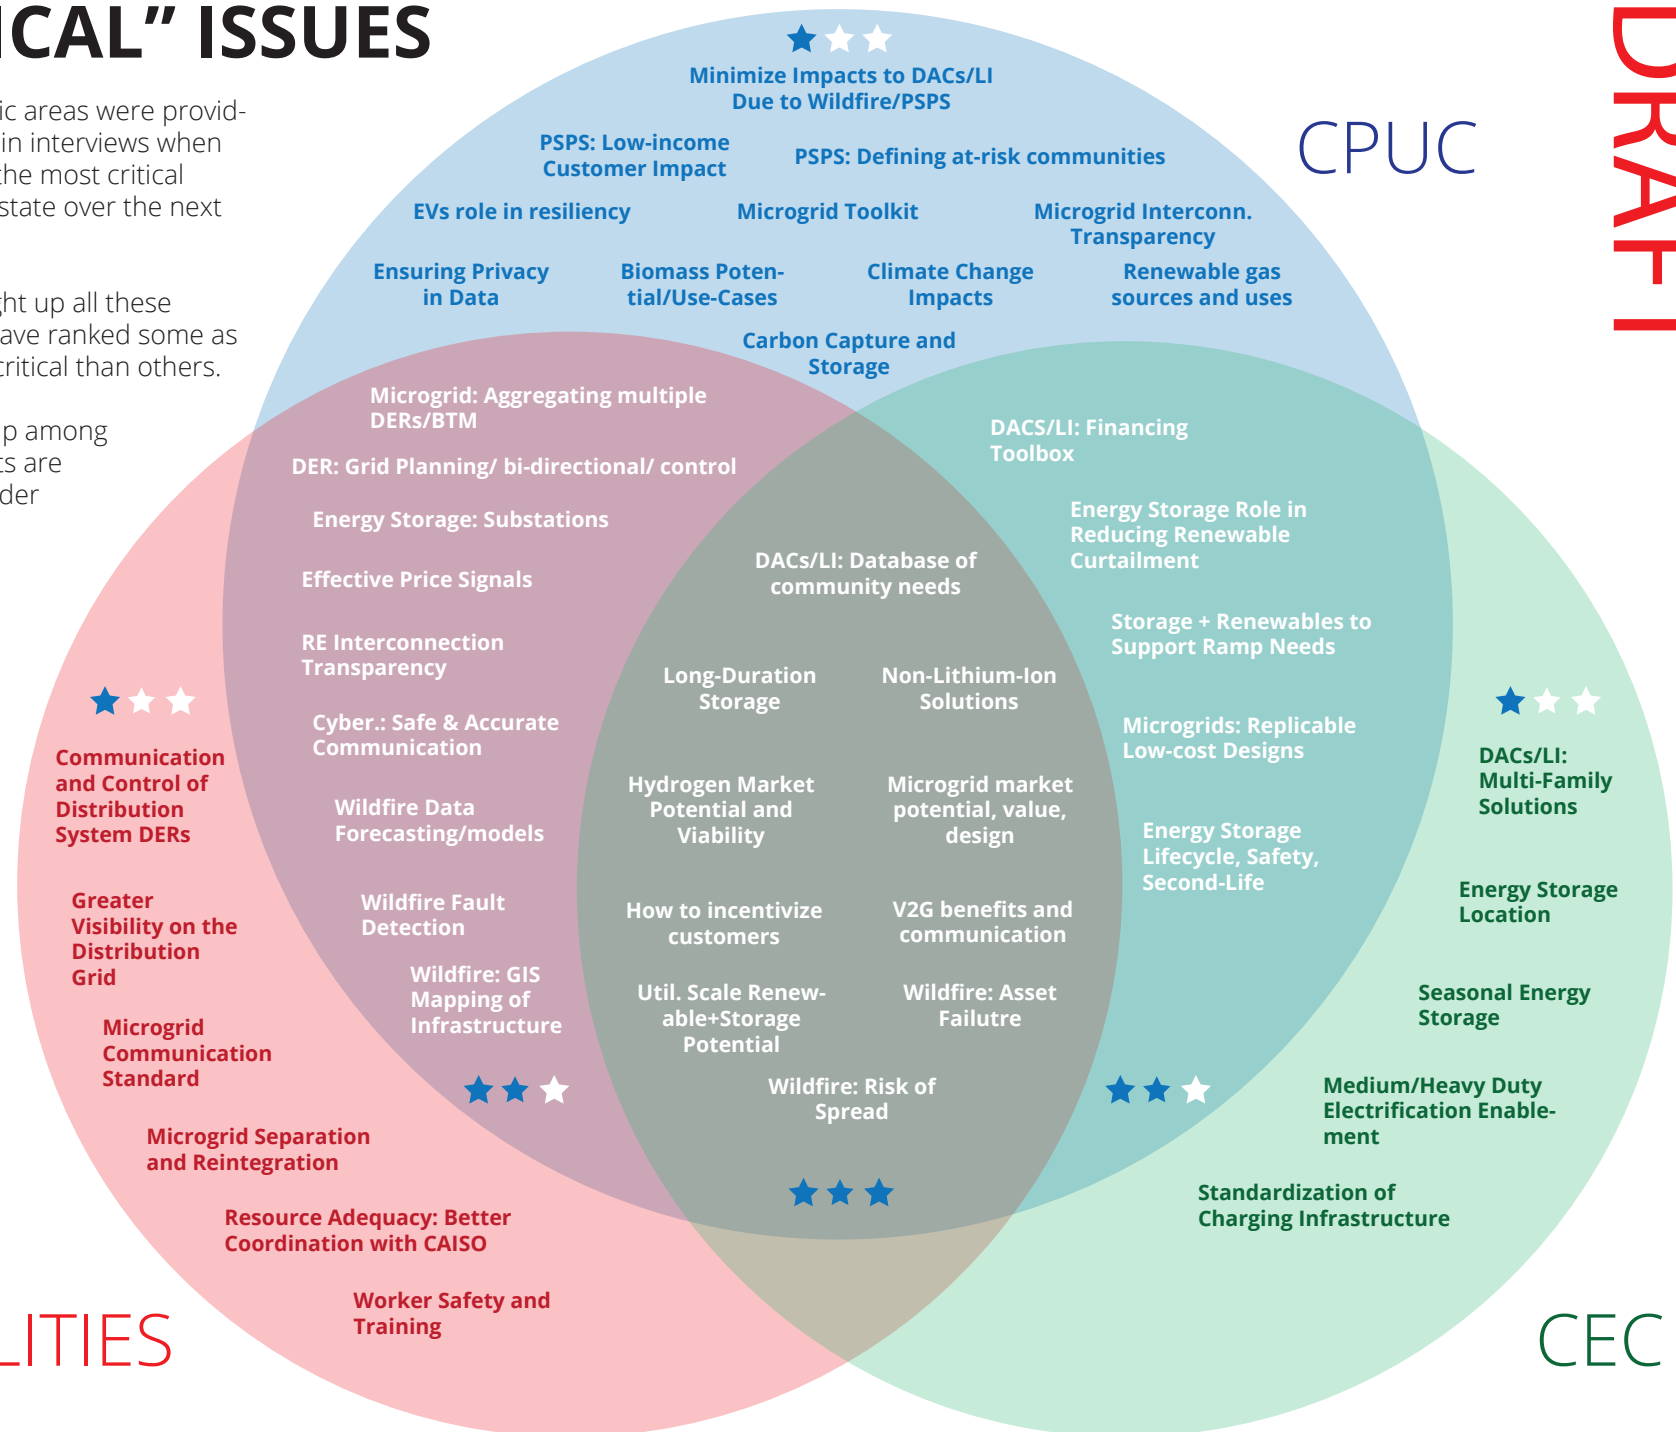 ICAL” ISSUES
ic areas were provid-
in interviews when
the most critical
state over the next
ght up all these
ave ranked some as
critical than others.
p among
ts are
der
DRAFT
CPUC
Minimize Impacts to DACs/LI
Due to Wildfire/PSPS
PSPS: Low-income
Customer Impact
PSPS: Defining at-risk communities
EVs role in resiliency
Microgrid Toolkit
Microgrid Interconn.
Transparency
Ensuring Privacy
in Data
Biomass Poten-
tial/Use-Cases
Climate Change
Impacts
Renewable gas
sources and uses
Carbon Capture and
Storage
Microgrid: Aggregating multiple
DERs/BTM
DER: Grid Planning/ bi-directional/ control
Energy Storage: Substations
Effective Price Signals
RE Interconnection
Transparency
Cyber.: Safe & Accurate
Communication
Wildfire Data
Forecasting/models
Wildfire Fault
Detection
Wildfire: GIS
Mapping of
Infrastructure
DACS/LI: Financing
Toolbox
Energy Storage Role in
Reducing Renewable
Curtailment
Storage + Renewables to
Support Ramp Needs
Microgrids: Replicable
Low-cost Designs
Energy Storage
Lifecycle, Safety,
Second-Life
DACs/LI: Database of
community needs
Long-Duration
Storage
Non-Lithium-Ion
Solutions
Hydrogen Market
Potential and
Viability
Microgrid market
potential, value,
design
How to incentivize
customers
V2G benefits and
communication
Util. Scale Renew-
able+Storage
Potential
Wildfire: Asset
Failutre
Wildfire: Risk of
Spread
Communication
and Control of
Distribution
System DERs
Greater
Visibility on the
Distribution
Grid
Microgrid
Communication
Standard
Microgrid Separation
and Reintegration
Resource Adequacy: Better
Coordination with CAISO
Worker Safety and
Training
DACs/LI:
Multi-Family
Solutions
Energy Storage
Location
Seasonal Energy
Storage
Medium/Heavy Duty
Electrification Enable-
ment
Standardization of
Charging Infrastructure
LITIES
CEC